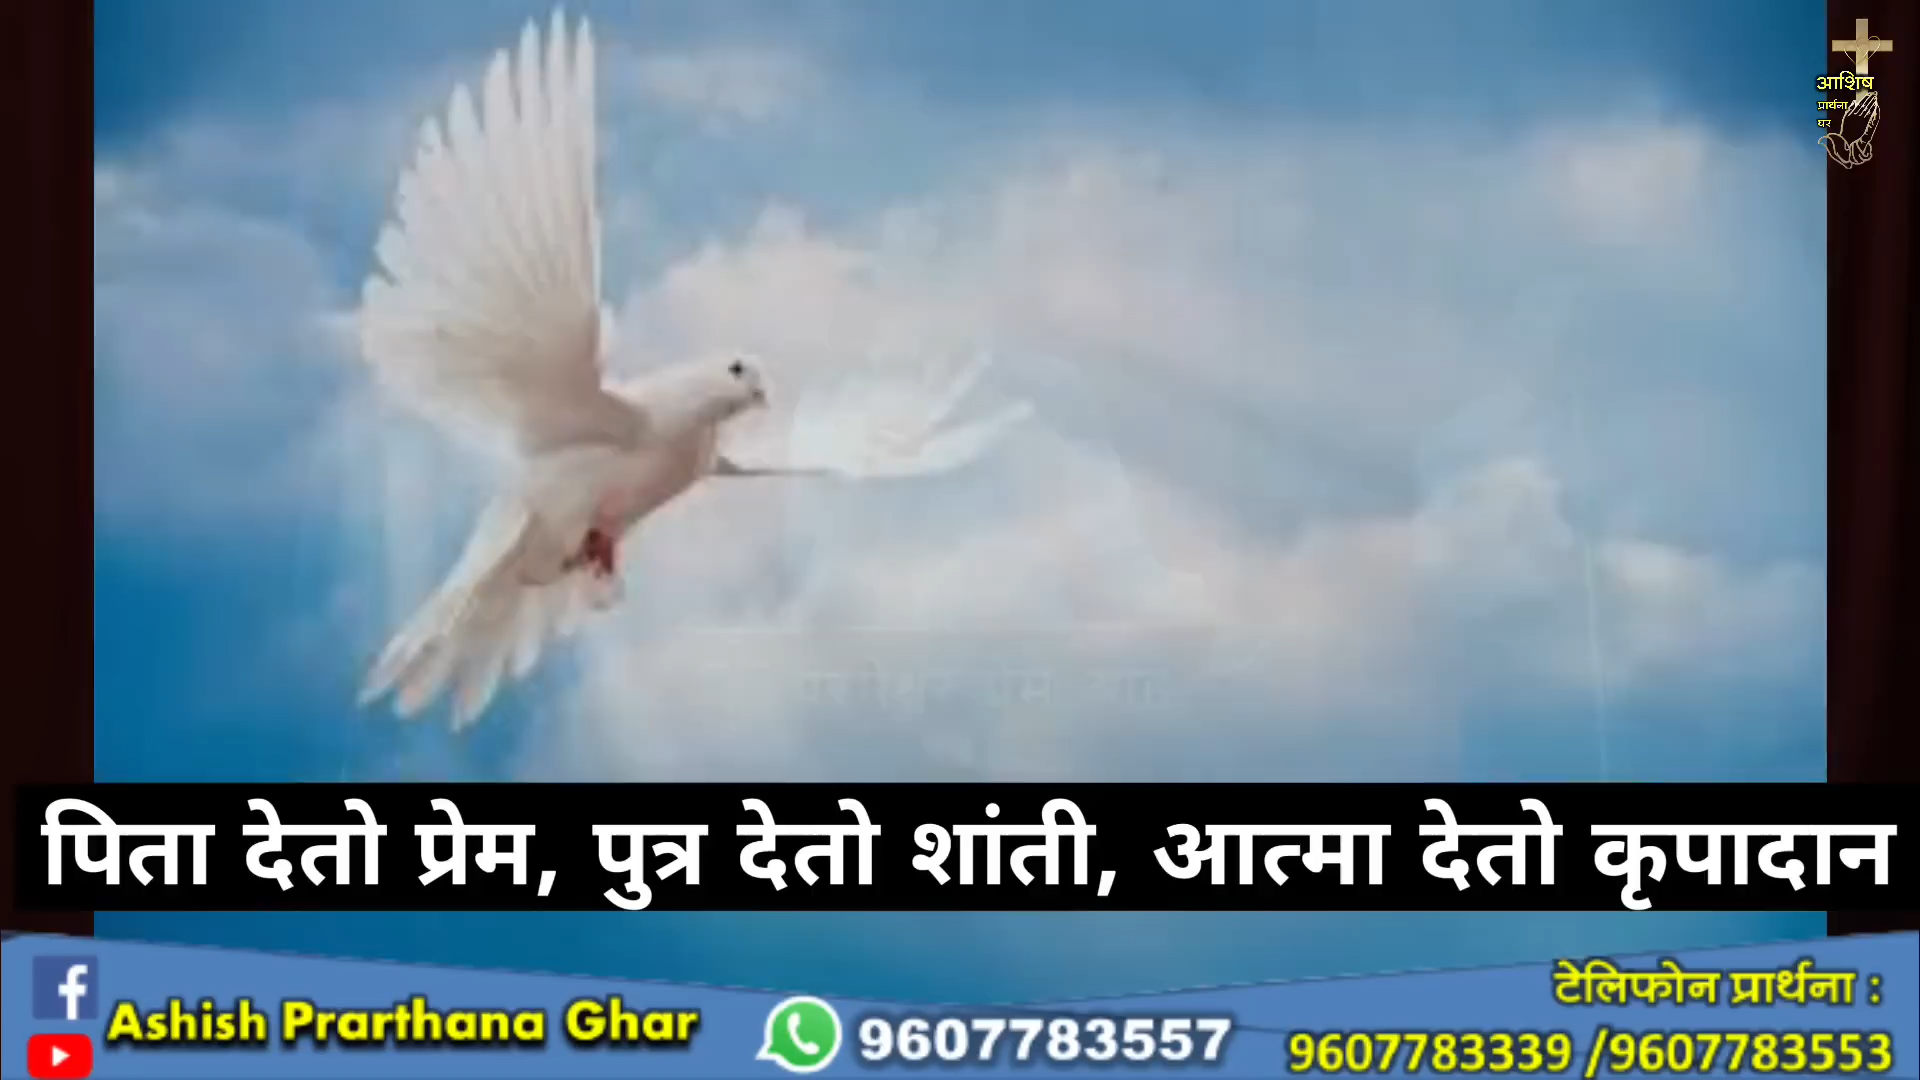 आशिष
प्रार्थना
घर
पिता देतो प्रेम, पुत्र देतो शांती, आत्मा देतो कृपादान
Ashish Prarthana Ghar
9607783557
टेलिफोन प्रार्थना :
9607783339 /9607783553